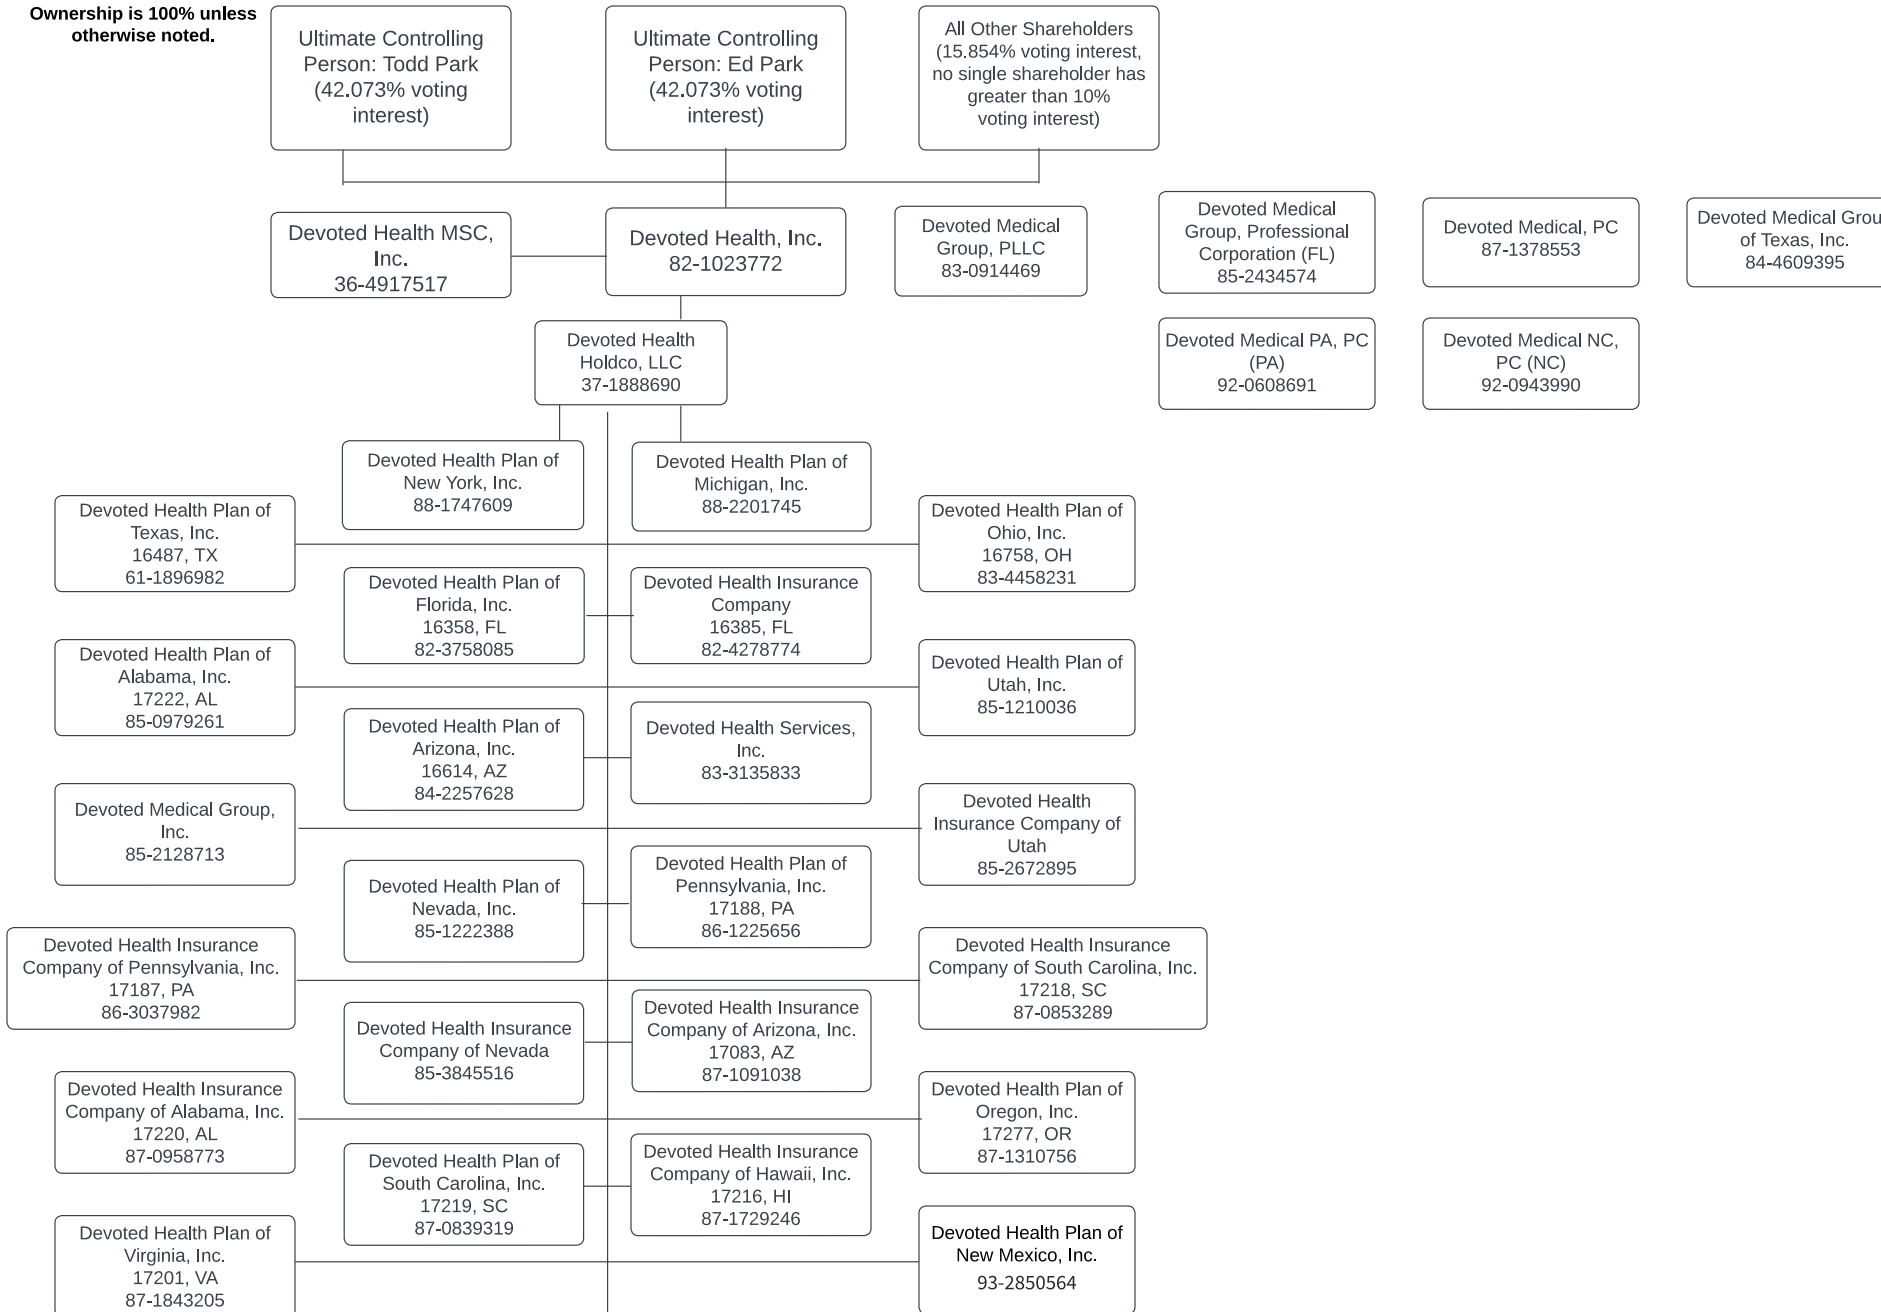 Ownership is 100% unless
otherwise noted.
Ultimate Controlling
Person: Todd Park
(42.073% voting
interest)
Ultimate Controlling
Person: Ed Park
(42.073% voting
interest)
All Other Shareholders
(15.854% voting interest,
no single shareholder has
greater than 10%
voting interest)
Devoted Health MSC,
Inc.
36-4917517
Devoted Health, Inc.
82-1023772
Devoted Medical
Group, PLLC
83-0914469
Devoted Medical
Group, Professional
Corporation (FL)
85-2434574
Devoted Medical, PC
87-1378553
Devoted Medical Grou
of Texas, Inc.
84-4609395
Devoted Health
Holdco, LLC
37-1888690
Devoted Medical PA, PC
(PA)
92-0608691
Devoted Medical NC,
PC (NC)
92-0943990
Devoted Health Plan of
New York, Inc.
88-1747609
Devoted Health Plan of
Michigan, Inc.
88-2201745
Devoted Health Plan of
Texas, Inc.
16487, TX
61-1896982
Devoted Health Plan of
Ohio, Inc.
16758, OH
83-4458231
Devoted Health Plan of
Florida, Inc.
16358, FL
82-3758085
Devoted Health Insurance
Company
16385, FL
82-4278774
Devoted Health Plan of
Alabama, Inc.
17222, AL
85-0979261
Devoted Health Plan of
Utah, Inc.
85-1210036
Devoted Health Plan of
Arizona, Inc.
16614, AZ
84-2257628
Devoted Health Services,
Inc.
83-3135833
Devoted Medical Group,
Inc.
85-2128713
Devoted Health
Insurance Company of
Utah
85-2672895
Devoted Health Plan of
Nevada, Inc.
85-1222388
Devoted Health Plan of
Pennsylvania, Inc.
17188, PA
86-1225656
Devoted Health Insurance
Company of Pennsylvania, Inc.
17187, PA
86-3037982
Devoted Health Insurance
Company of South Carolina, Inc.
17218, SC
87-0853289
Devoted Health Insurance
Company of Nevada
85-3845516
Devoted Health Insurance
Company of Arizona, Inc.
17083, AZ
87-1091038
Devoted Health Insurance
Company of Alabama, Inc.
17220, AL
87-0958773
Devoted Health Plan of
Oregon, Inc.
17277, OR
87-1310756
Devoted Health Plan of
South Carolina, Inc.
17219, SC
87-0839319
Devoted Health Insurance
Company of Hawaii, Inc.
17216, HI
87-1729246
Devoted Health Plan of
Virginia, Inc.
17201, VA
87-1843205
Devoted Health Plan of
New Mexico, Inc.
93-2850564